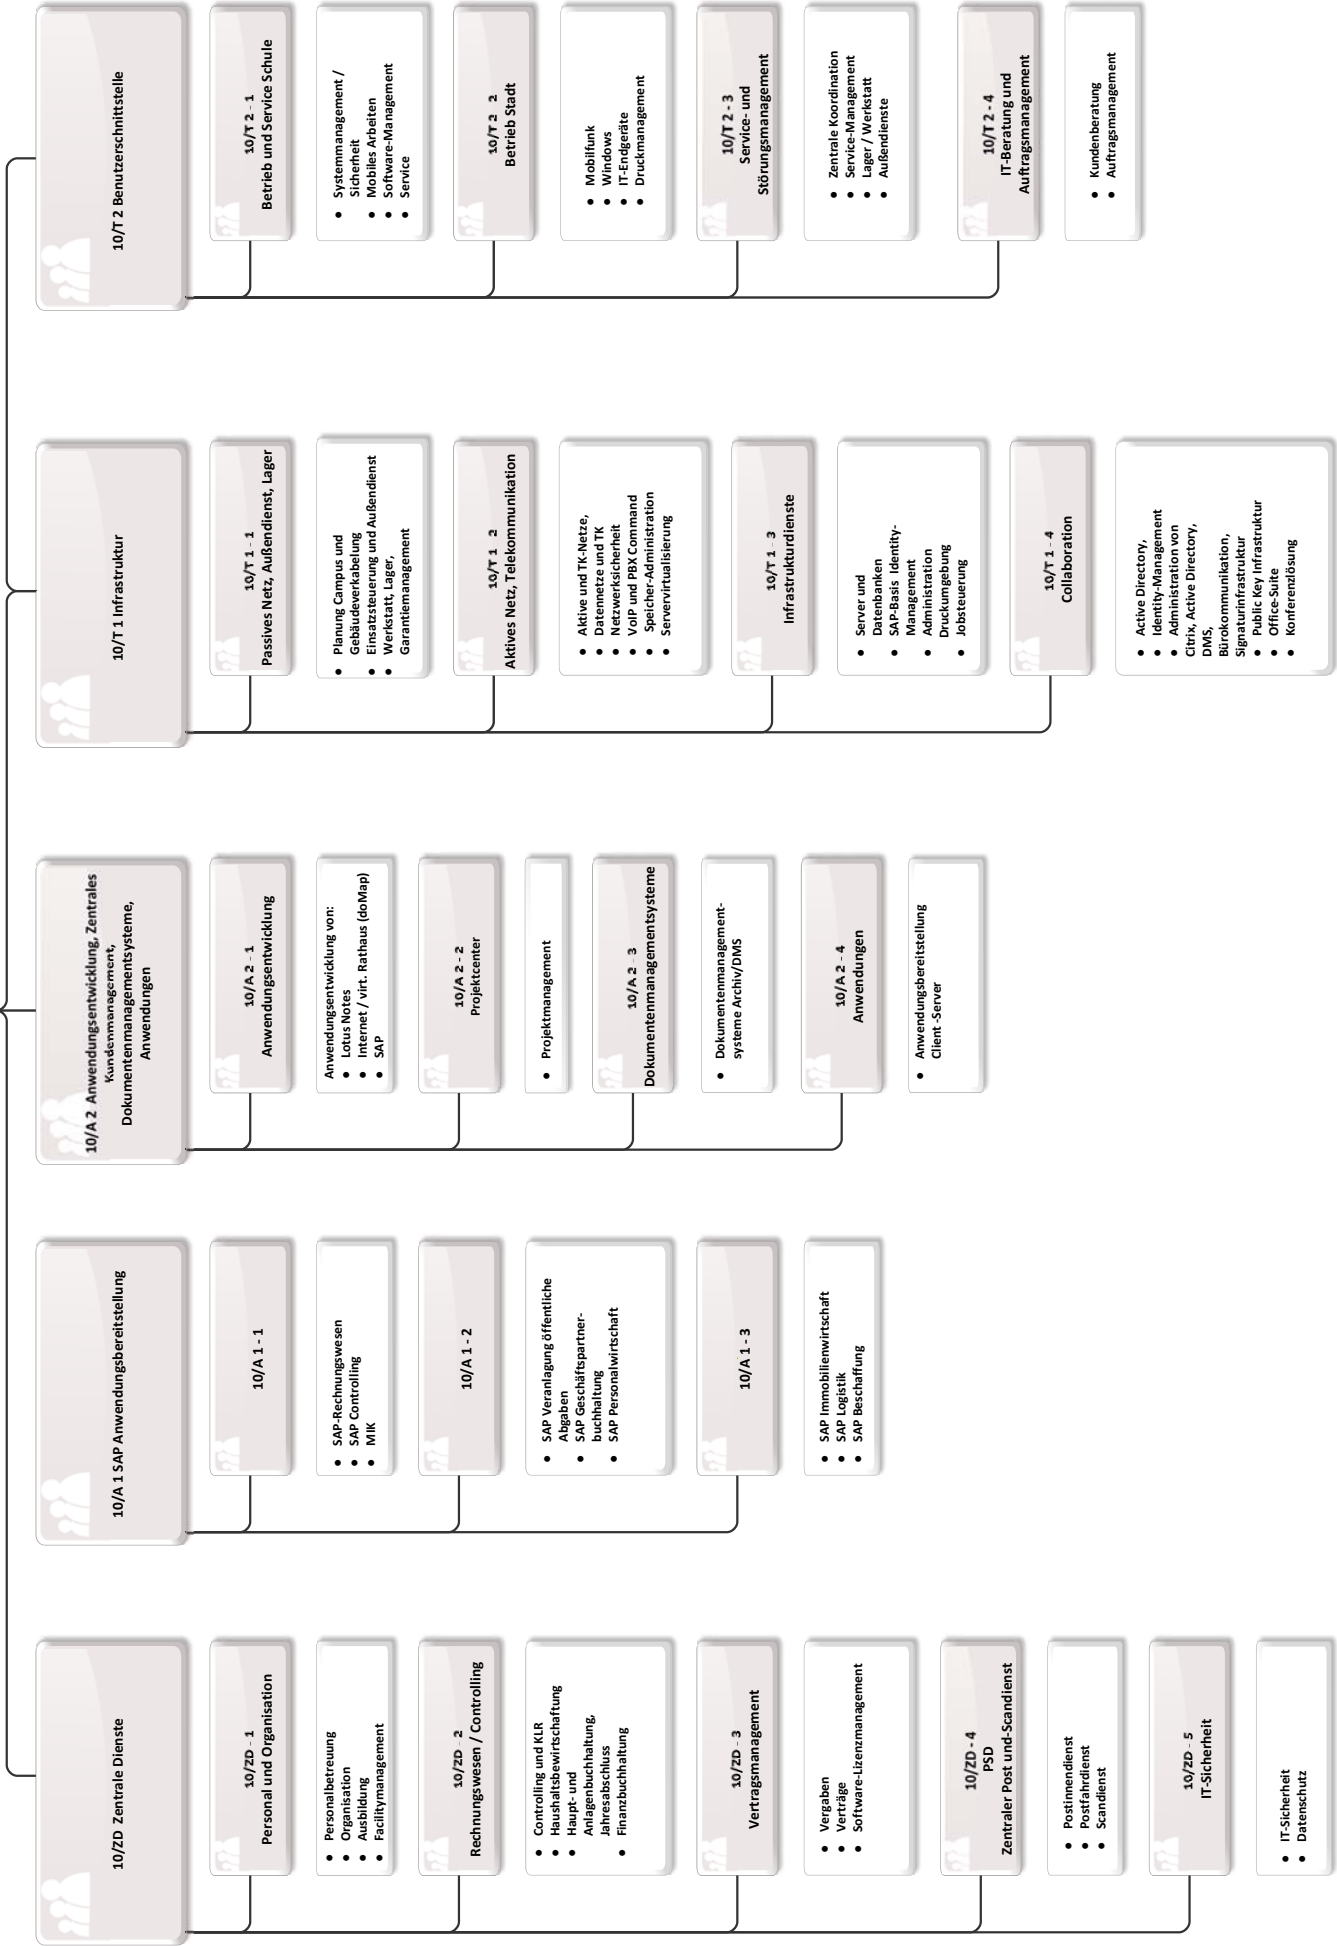 10/ZD Zentrale Dienste
10/ZD - 1
Personal und Organisation
• Personalbetreuung
• Organisation
• Ausbildung
• Facilitymanagement
10/ZD - 2
Rechnungswesen / Controlling
• Controlling und KLR
• Haushaltsbewirtschaftung
• Haupt- und
Anlagenbuchhaltung,
Jahresabschluss
• Finanzbuchhaltung
10/ZD - 3
Vertragsmanagement
• Vergaben
• Verträge
• Software-Lizenzmanagement
10/ZD - 4
PSD
Zentraler Post und-Scandienst
• Postinnendienst
• Postfahrdienst
• Scandienst
10/ZD - 5
IT-Sicherheit
• IT-Sicherheit
• Datenschutz
10/A 1 SAP Anwendungsbereitstellung
10/A 1 - 1
• SAP-Rechnungswesen
• SAP Controlling
• MIK
10/A 1 - 2
• SAP Veranlagung öffentliche
Abgaben
• SAP Geschäftspartner-
buchhaltung
• SAP Personalwirtschaft
10/A 1 - 3
• SAP Immobilienwirtschaft
• SAP Logistik
• SAP Beschaffung
10/A 2 Anwendungsentwicklung, Zentrales
Kundenmanagement,
Dokumentenmanagementsysteme,
Anwendungen
10/A 2 - 1
Anwendungsentwicklung
Anwendungsentwicklung von:
• Lotus Notes
• Internet / virt. Rathaus (doMap)
• SAP
10/A 2 - 2
Projektcenter
• Projektmanagement
10/A 2 - 3
Dokumentenmanagementsysteme
• Dokumentenmanagement-
systeme Archiv/DMS
10/A 2 - 4
Anwendungen
• Anwendungsbereitstellung
Client -Server
10/T 1 Infrastruktur
10/T 1 - 1
Passives Netz, Außendienst, Lager
• Planung Campus und
Gebäudeverkabelung
• Einsatzsteuerung und Außendienst
• Werkstatt, Lager,
Garantiemanagement
10/T 1 2
Aktives Netz, Telekommunikation
• Aktive und TK-Netze,
• Datennetze und TK
• Netzwerksicherheit
• VoIP und PBX Command
• Speicher-Administration
• Servervirtualisierung
10/T 1 - 3
Infrastrukturdienste
• Server und
Datenbanken
• SAP-Basis Identity-
Management
• Administration
Druckumgebung
• Jobsteuerung
10/T 1 - 4
Collaboration
• Active Directory,
• Identity-Management
• Administration von
Citrix, Active Directory,
DMS,
Bürokommunikation,
Signaturinfrastruktur
• Public Key Infrastruktur
• Office-Suite
• Konferenzlösung
10/T 2 Benutzerschnittstelle
10/T 2 - 1
Betrieb und Service Schule
• Systemmanagement /
Sicherheit
• Mobiles Arbeiten
• Software-Management
• Service
10/T 2 2
Betrieb Stadt
• Mobilfunk
• Windows
• IT-Endgeräte
• Druckmanagement
10/T 2 - 3
Service- und
Störungsmanagement
• Zentrale Koordination
• Service-Management
• Lager / Werkstatt
• Außendienste
10/T 2 - 4
IT-Beratung und
Auftragsmanagement
• Kundenberatung
• Auftragsmanagement